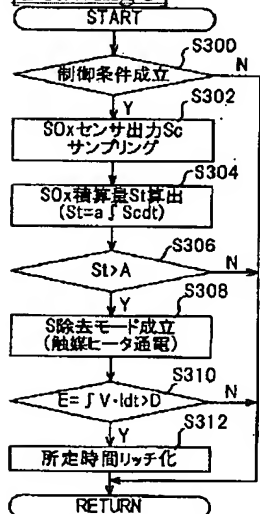 START
S300
制御条件成立
N
Y
S302
SOxセンサ出力Sc
サンプリング
S304
SOx積算量St算出
(St=a∫Scdt)
S306
St>A
N
Y
S308
S除去モード成立
(触媒ヒータ通電)
S310
E=∫V·Idt>D
N
Y
S312
所定時間リッチ化
RETURN